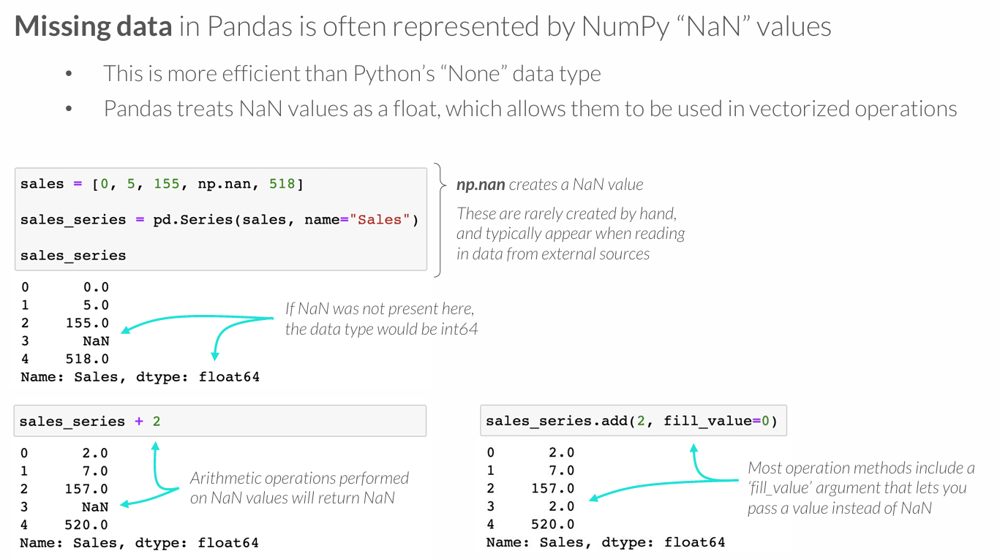 Missing data in Pandas is often represented by NumPy “NaN” values
• This is more efficient than Python’s “None” data type
• Pandas treats NaN values as a float, which allows them to be used in vectorized operations
sales = [0, 5, 155, np.nan, 518]
sales_series = pd.Series(sales, name="Sales")
sales_series
np.nan creates a NaN value
These are rarely created by hand,
and typically appear when reading
in data from external sources
0 0.0
1 5.0
2 155.0
3 NaN
4 518.0
Name: Sales, dtype: float64
If NaN was not present here,
the data type would be int64
sales_series + 2
0 2.0
1 7.0
2 157.0
3 NaN
4 520.0
Name: Sales, dtype: float64
Arithmetic operations performed
on NaN values will return NaN
sales_series.add(2, fill_value=0)
0 2.0
1 7.0
2 157.0
3 2.0
4 520.0
Name: Sales, dtype: float64
Most operation methods include a
‘fill_value’ argument that lets you
pass a value instead of NaN